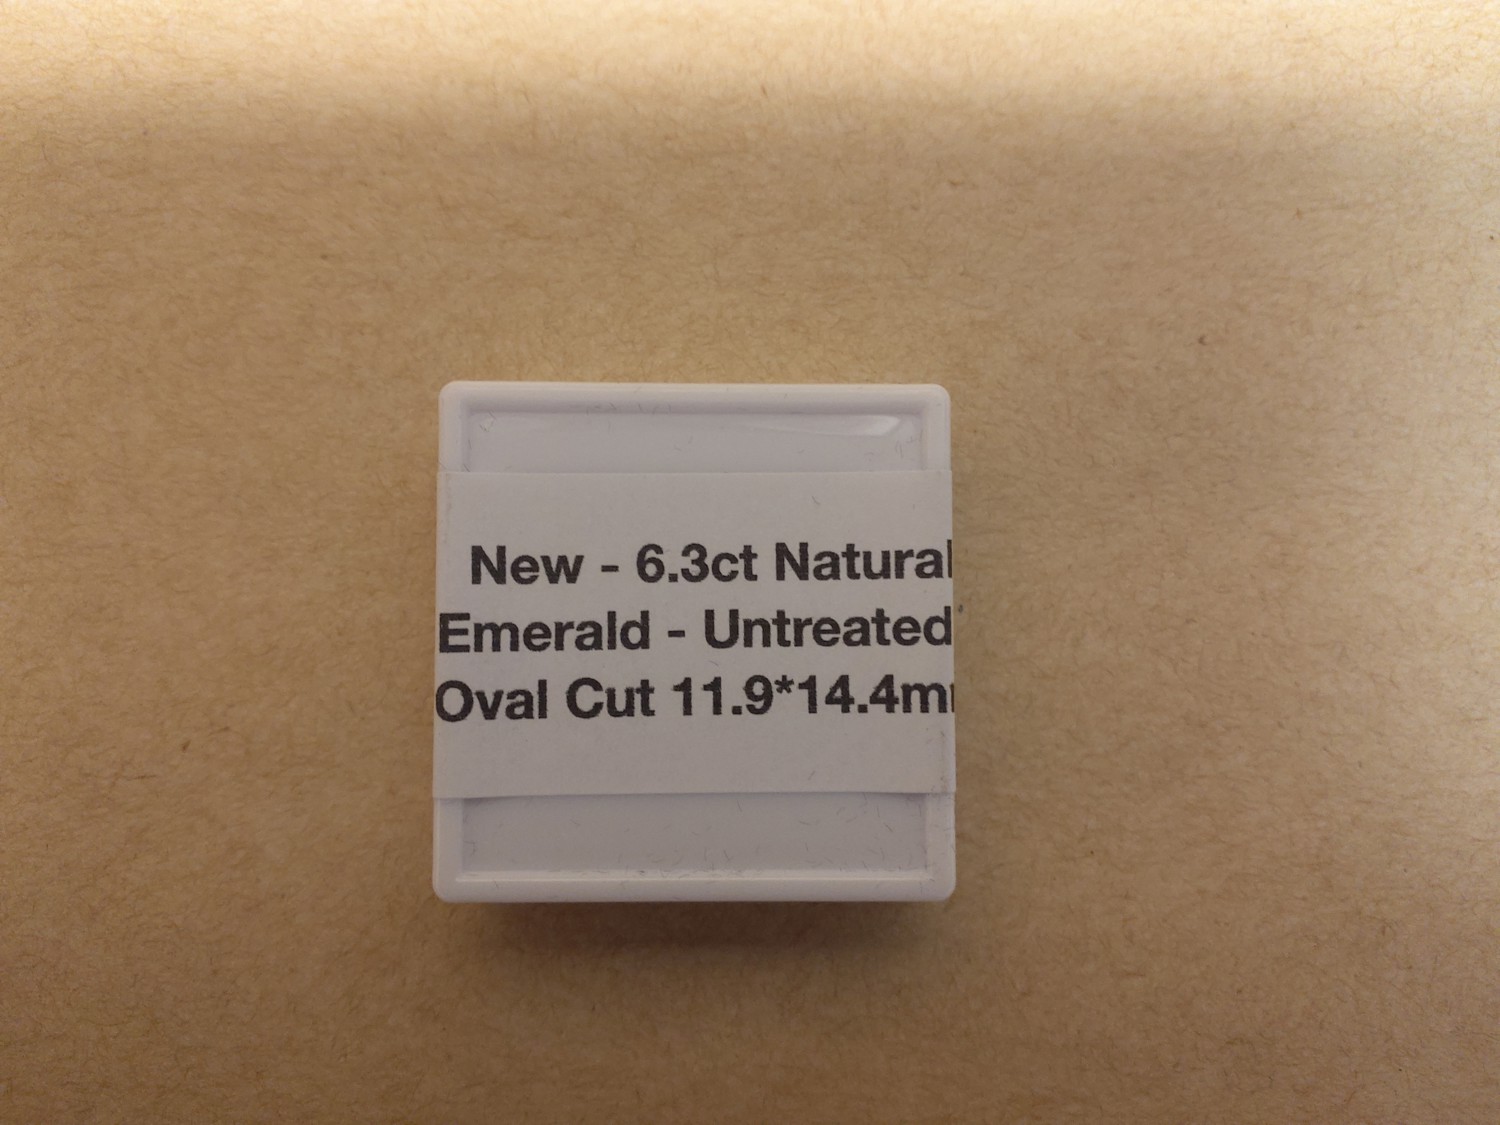 New - 6.3ct Natural
Emerald - Untreated
Oval Cut 11.9*14.4m